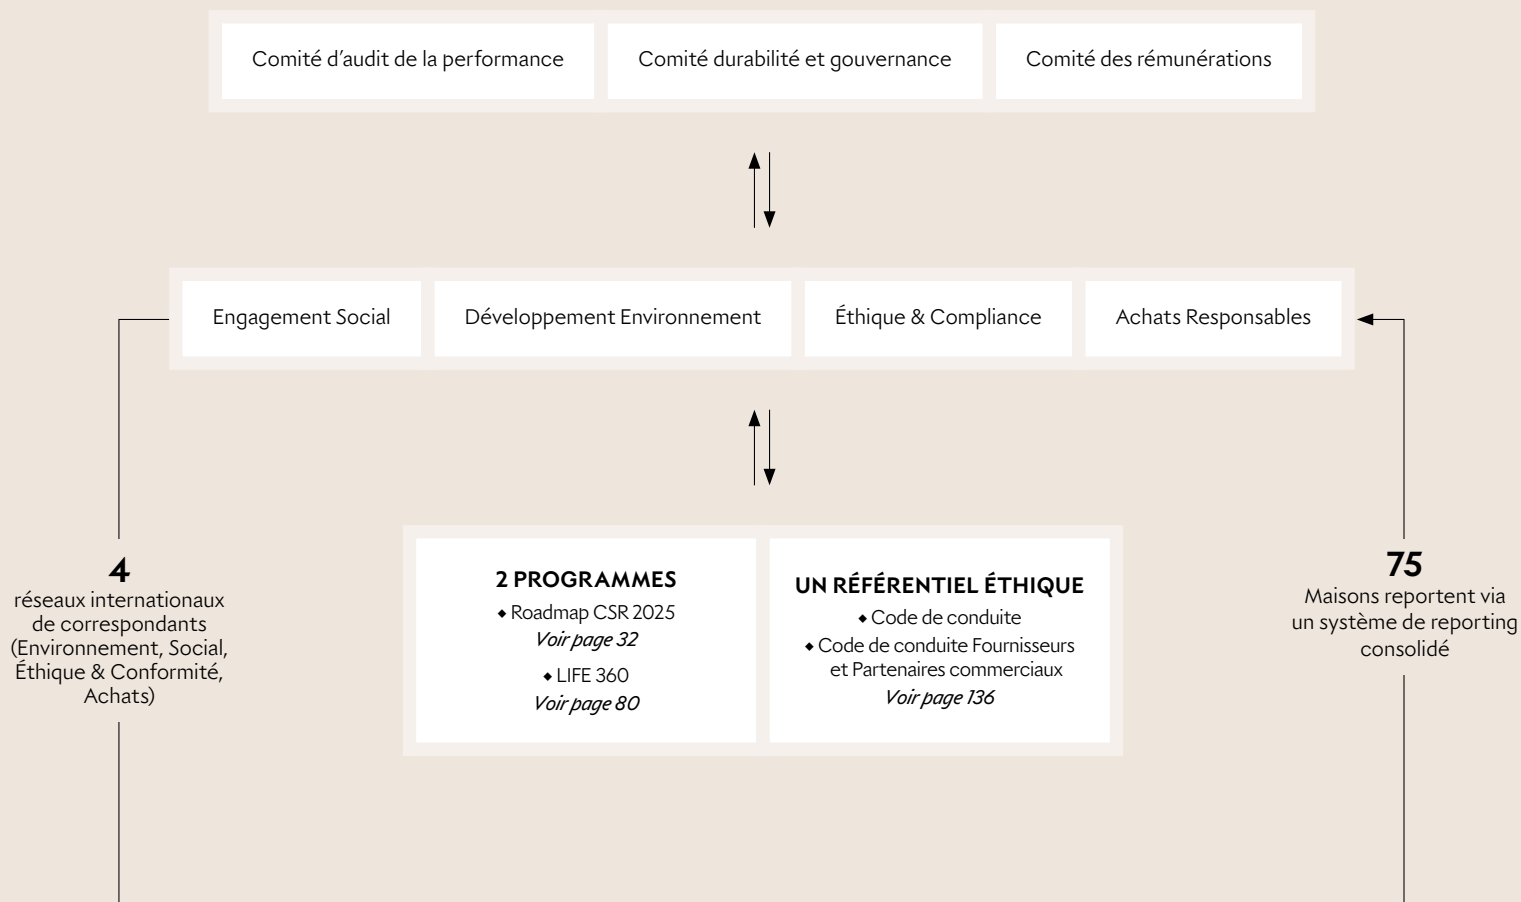 Comité d'audit de la performance
Comité durabilité et gouvernance
Comité des rémunérations
Engagement Social
Développement Environnement
Éthique & Compliance
Achats Responsables
4
réseaux internationaux
de correspondants
(Environnement, Social,
Éthique & Conformité,
Achats)
2 PROGRAMMES
◆ Roadmap CSR 2025
Voir page 32
◆ LIFE 360
Voir page 80
UN RÉFÉRENTIEL ÉTHIQUE
◆ Code de conduite
◆ Code de conduite Fournisseurs
et Partenaires commerciaux
Voir page 136
75
Maisons reportent via
un système de reporting
consolidé